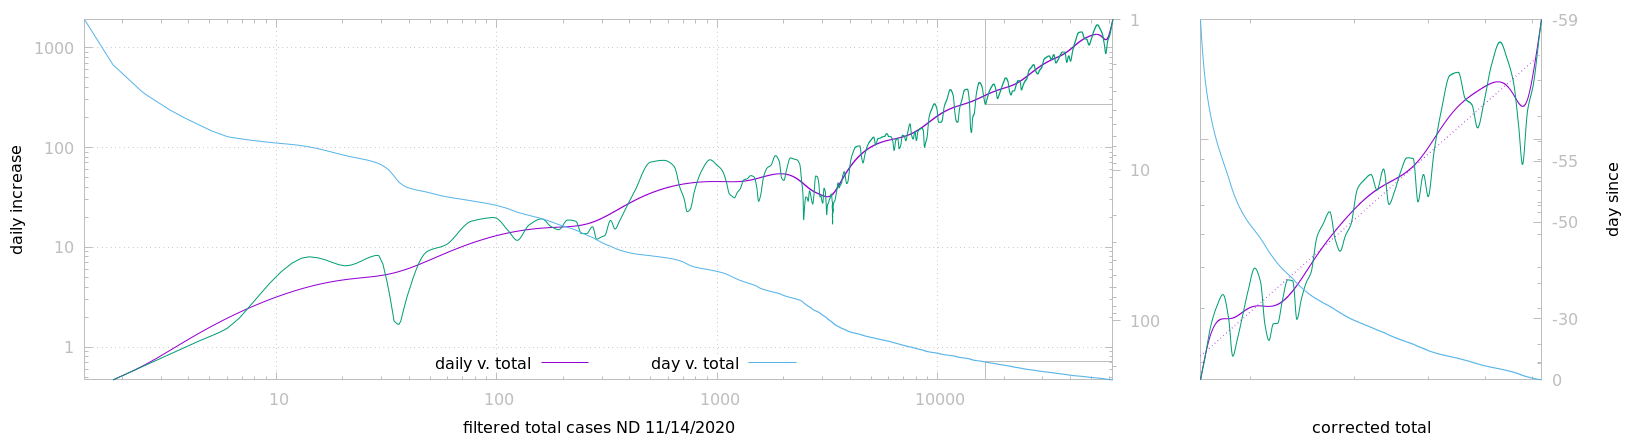 1000
100
10
1
daily increase
10
100
1000
10000
filtered total cases ND 11/14/2020
daily v. total
day v. total
1
10
100
-59
-55
-50
-30
0
day since
corrected total